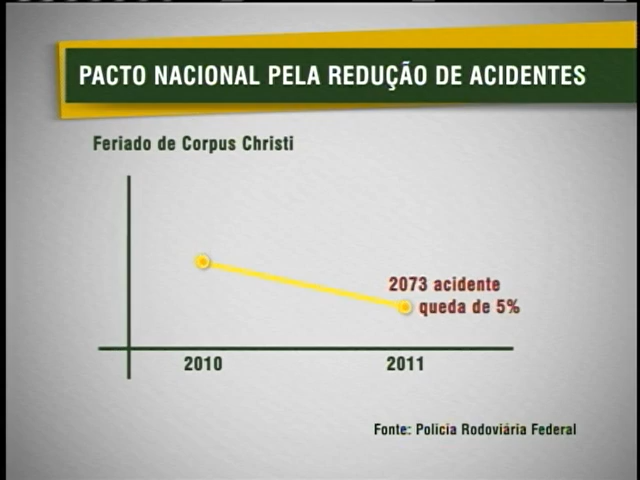 PACTO NACIONAL PELA REDUÇÃO DE ACIDENTES
Feriado de Corpus Christi
2073 acidente
queda de 5%
2010 2011
Fonte: Polícia Rodoviária Federal